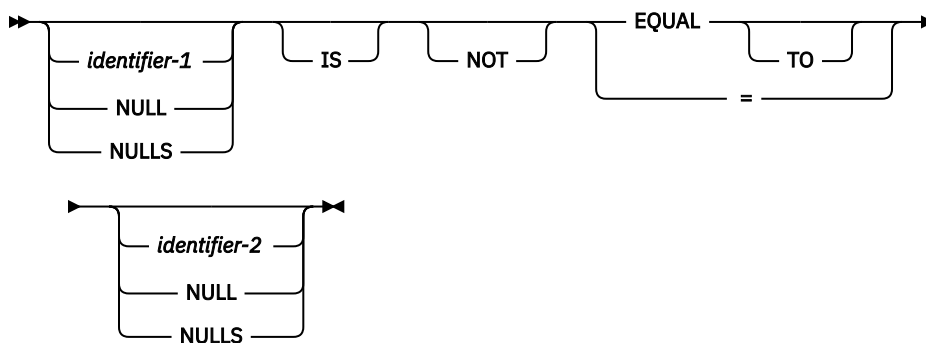 EQUAL
identifier-1 IS NOT TO
NULL =
NULLS
identifier-2
NULL
NULLS